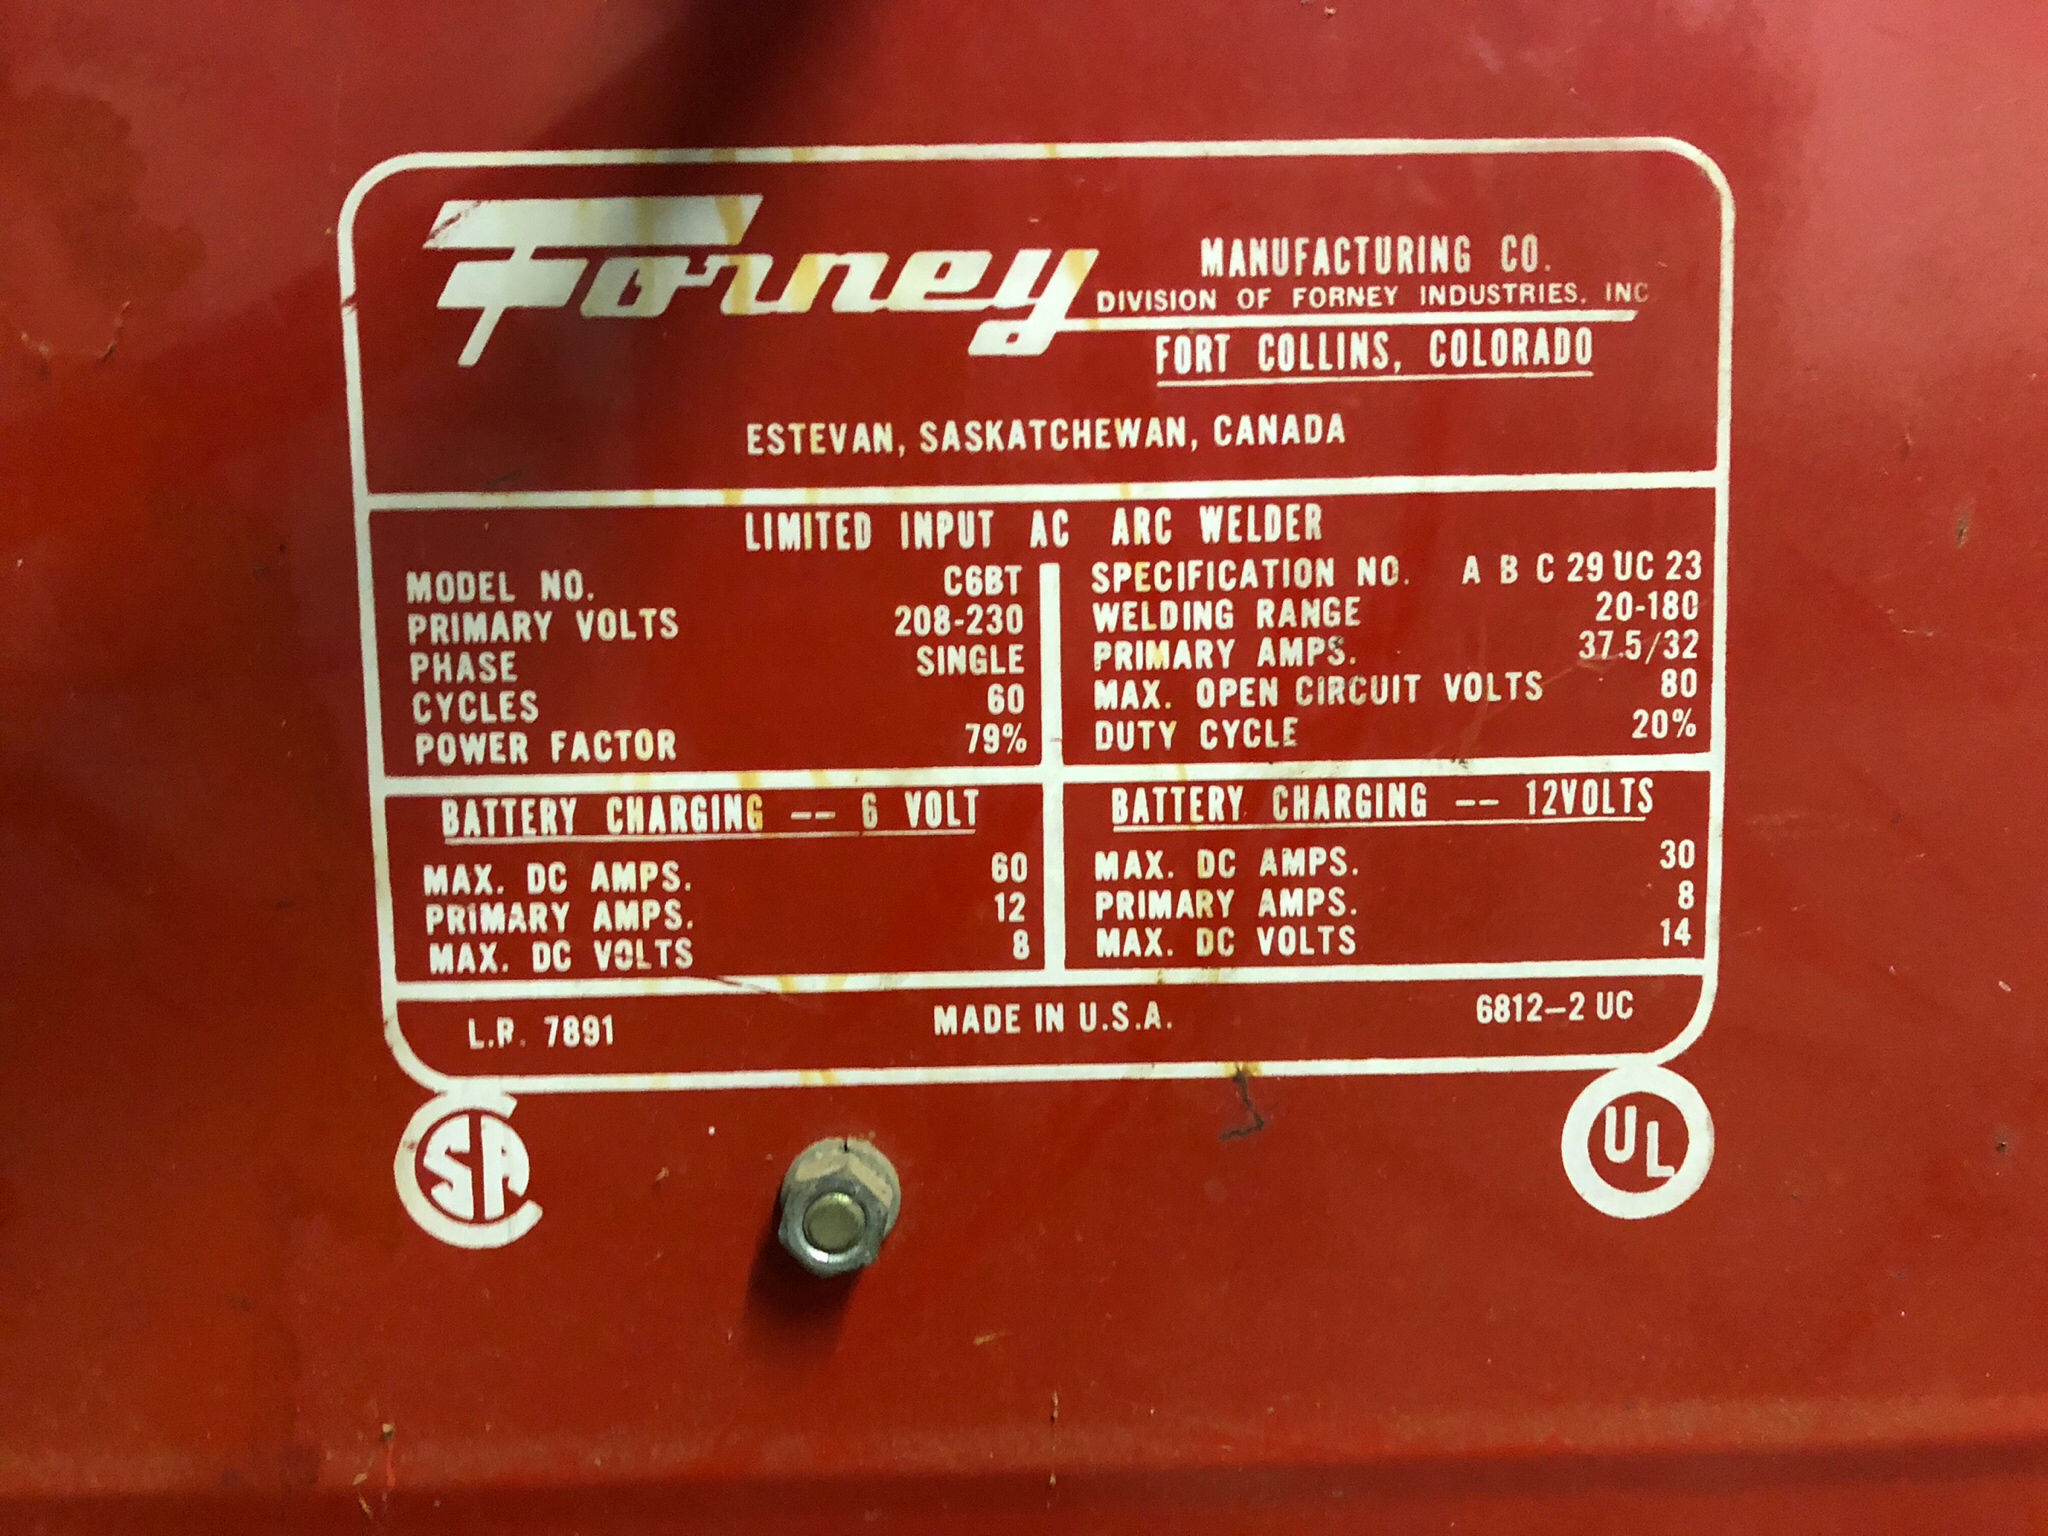 Forney MANUFACTURING CO.
DIVISION OF FORNEY INDUSTRIES, INC
FORT COLLINS, COLORADO
ESTEVAN, SASKATCHEWAN, CANADA
LIMITED INPUT AC ARC WELDER
MODEL NO. C6BT
PRIMARY VOLTS 208-230
PHASE SINGLE
CYCLES 60
POWER FACTOR 79%
SPECIFICATION NO. A B C 29 UC 23
WELDING RANGE 20-180
PRIMARY AMPS. 37.5/32
MAX. OPEN CIRCUIT VOLTS 80
DUTY CYCLE 20%
BATTERY CHARGING -- 6 VOLT
MAX. DC AMPS. 60
PRIMARY AMPS. 12
MAX. DC VOLTS 8
BATTERY CHARGING -- 12VOLTS
MAX. DC AMPS. 30
PRIMARY AMPS. 8
MAX. DC VOLTS 14
L.R. 7891 MADE IN U.S.A. 6812-2 UC
CSA UL